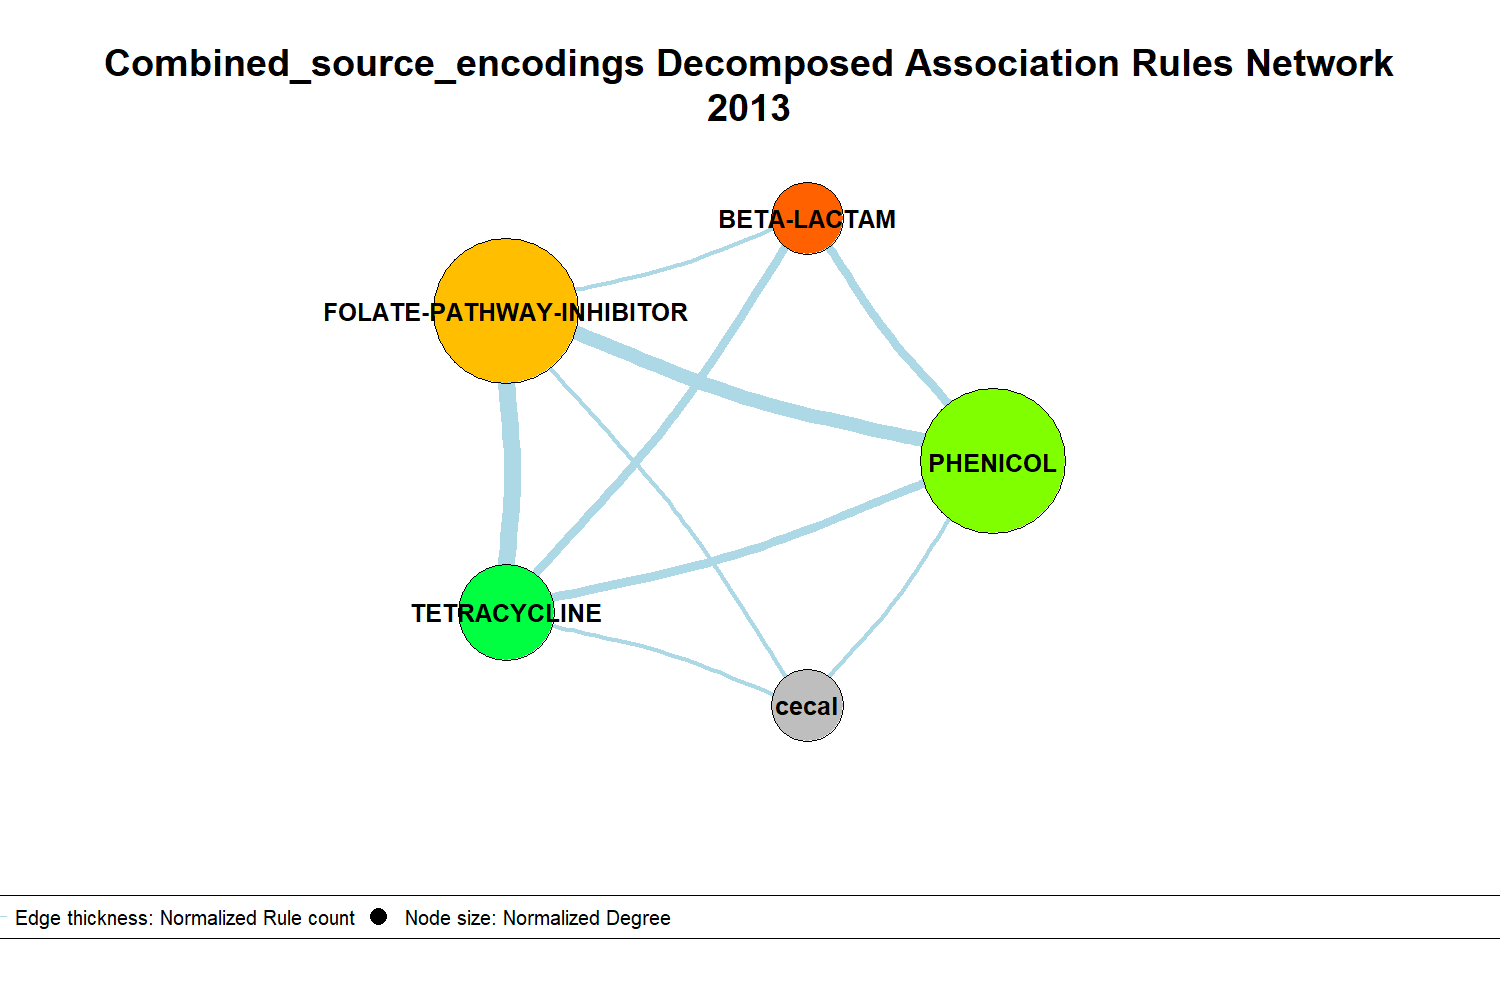 Combined_source_encodings Decomposed Association Rules Network
2013
BETA-LACTAM
FOLATE-PATHWAY-INHIBITOR
PHENICOL
TETRACYCLINE
cecal
Edge thickness: Normalized Rule count
Node size: Normalized Degree